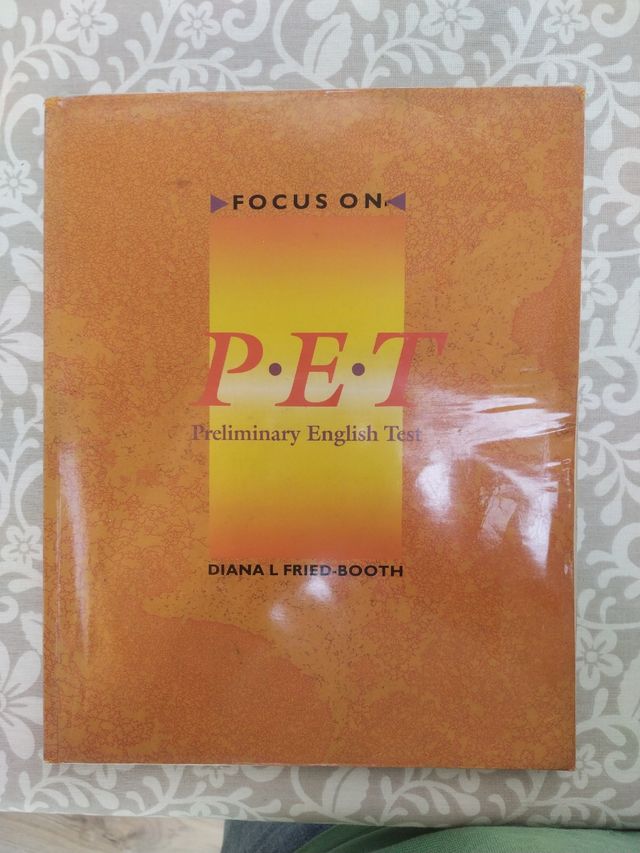 FOCUS ON
P·E·T
Preliminary English Test
DIANA L FRIED-BOOTH